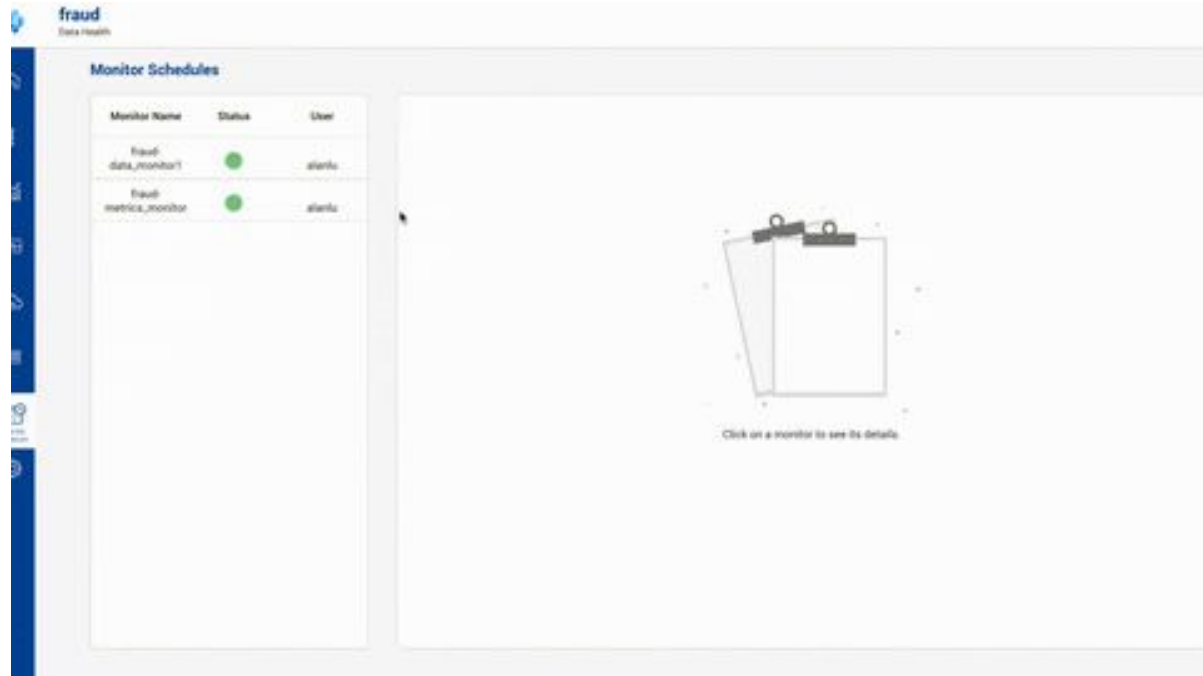 fraud
Data Health
Monitor Schedules
Monitor Name Status User
fraud-
data_monitor1 alanlu
fraud-
metrics_monitor alanlu
Click on a monitor to see its details.